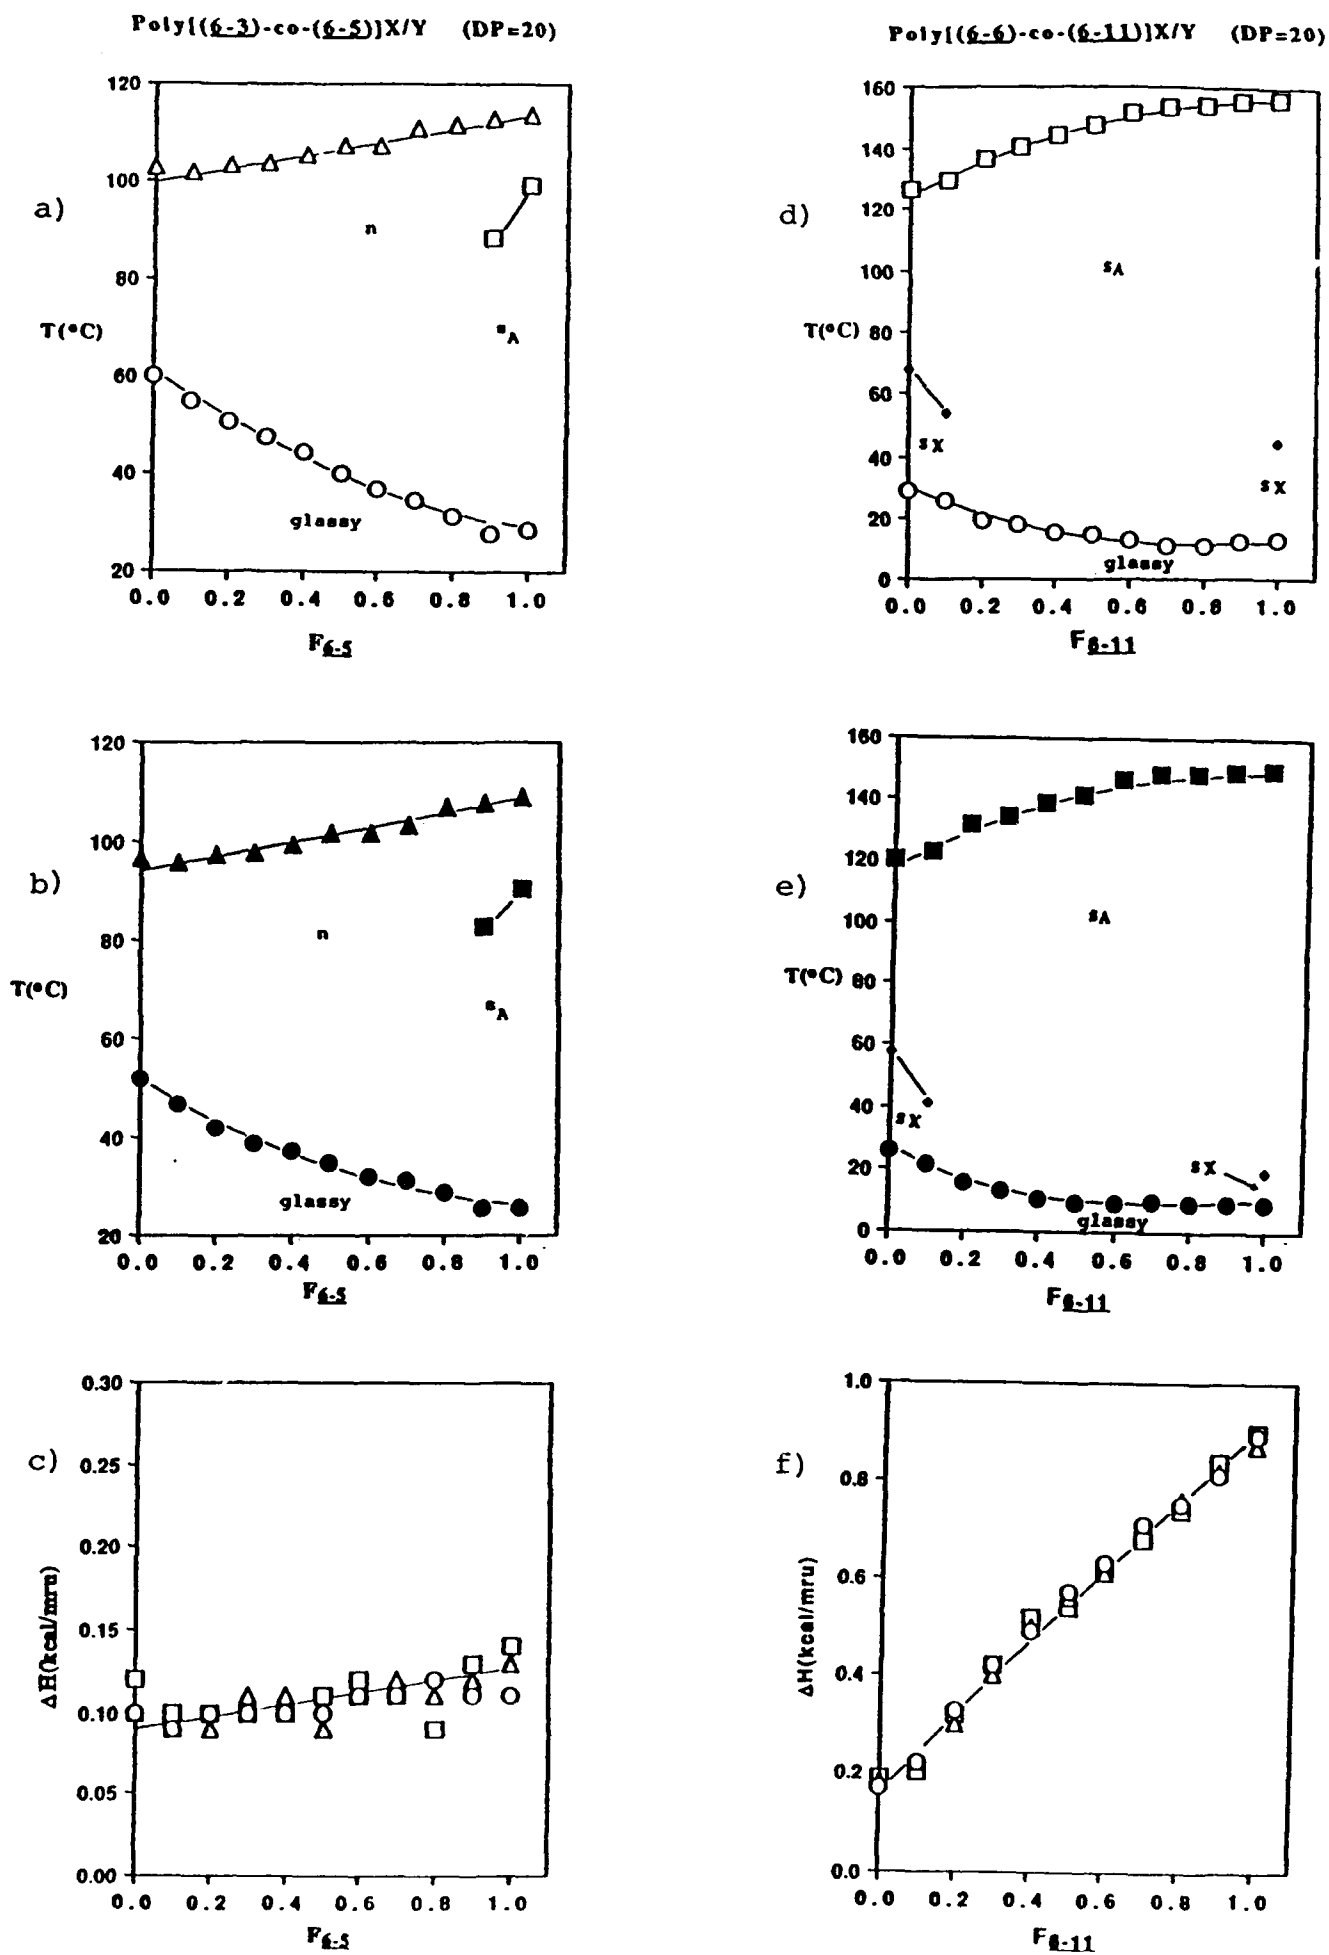 Poly[(6-3)-co-(6-5)]X/Y (DP=20)
a)
T(°C)
120
100
80
60
40
20
n
sA
glassy
0.0 0.2 0.4 0.6 0.8 1.0
F6-5
b)
T(°C)
120
100
80
60
40
20
n
sA
glassy
0.0 0.2 0.4 0.6 0.8 1.0
F6-5
c)
ΔH(kcal/mru)
0.30
0.25
0.20
0.15
0.10
0.05
0.00
0.0 0.2 0.4 0.6 0.8 1.0
F6-5
Poly[(6-6)-co-(6-11)]X/Y (DP=20)
d)
T(°C)
160
140
120
100
80
60
40
20
0
sA
sX
sX
glassy
0.0 0.2 0.4 0.6 0.8 1.0
F6-11
e)
T(°C)
160
140
120
100
80
60
40
20
0
sA
sX
sX
glassy
0.0 0.2 0.4 0.6 0.8 1.0
F6-11
f)
ΔH(kcal/mru)
1.0
0.8
0.6
0.4
0.2
0.0
0.0 0.2 0.4 0.6 0.8 1.0
F6-11